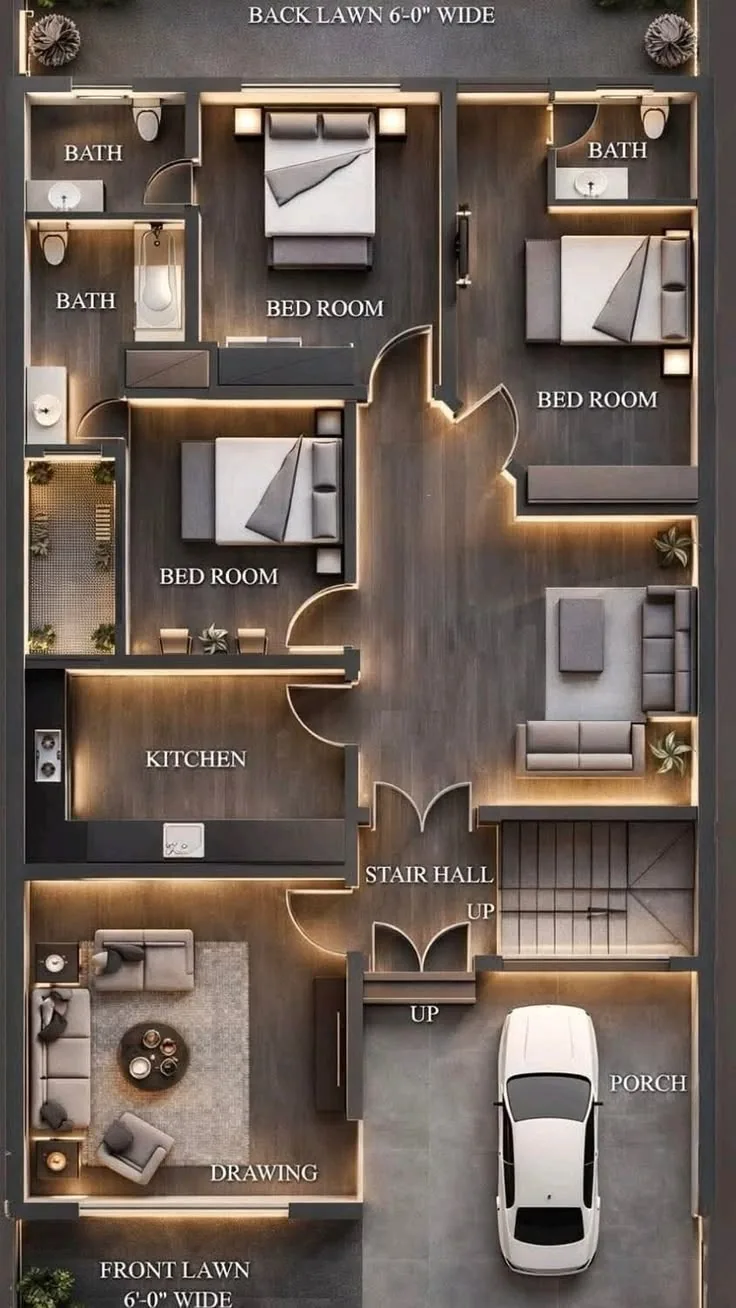 BACK LAWN 6'-0" WIDE
BATH
BATH
BATH
BED ROOM
BED ROOM
BED ROOM
KITCHEN
STAIR HALL
UP
UP
PORCH
DRAWING
FRONT LAWN
6'-0" WIDE